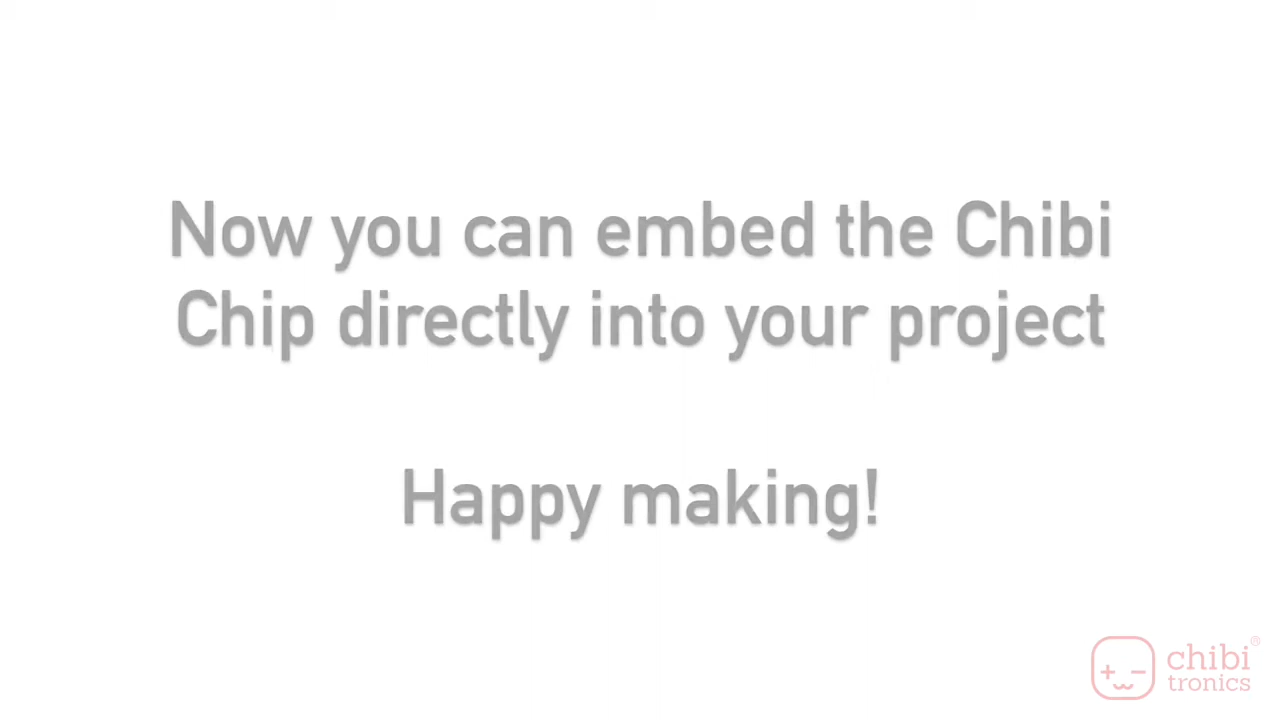 Now you can embed the Chibi
Chip directly into your project
Happy making!
chibi®
tronics